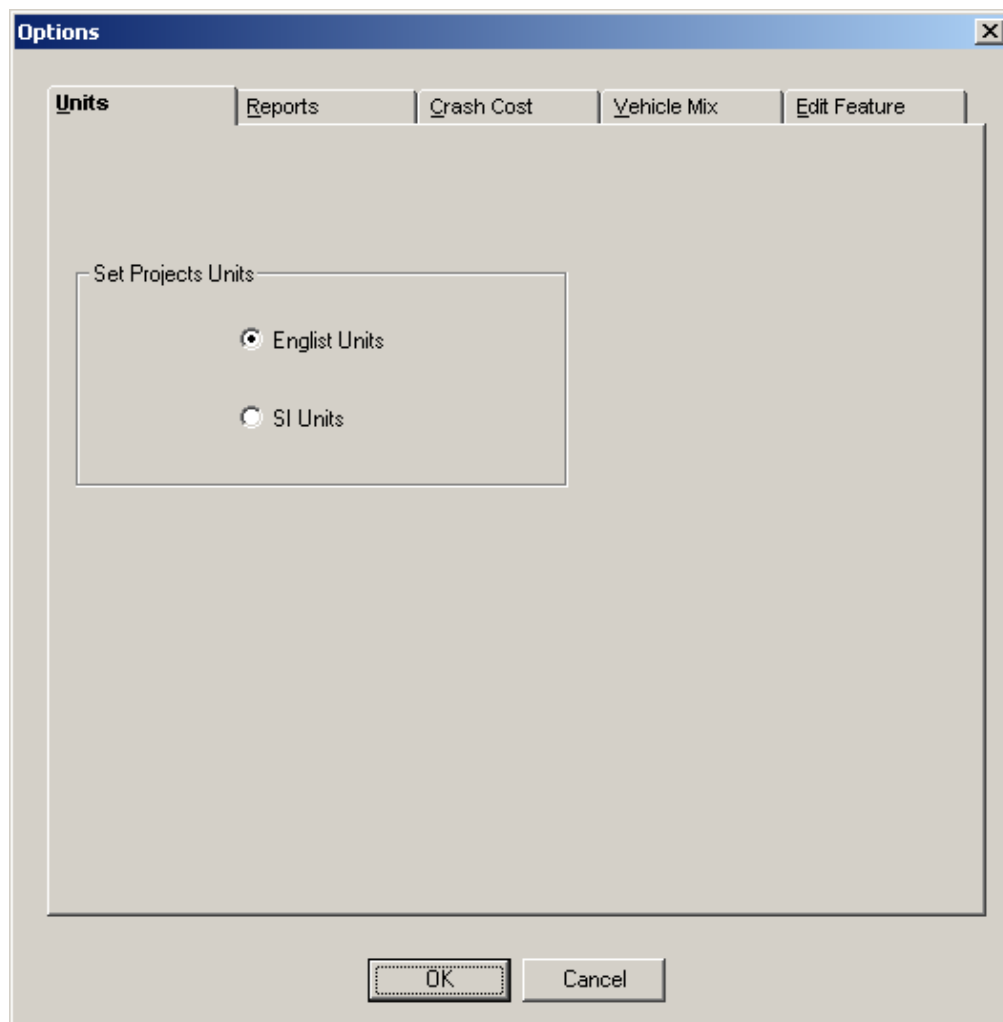 Options
Units Reports Crash Cost Vehicle Mix Edit Feature
Set Projects Units
Englist Units
SI Units
OK Cancel